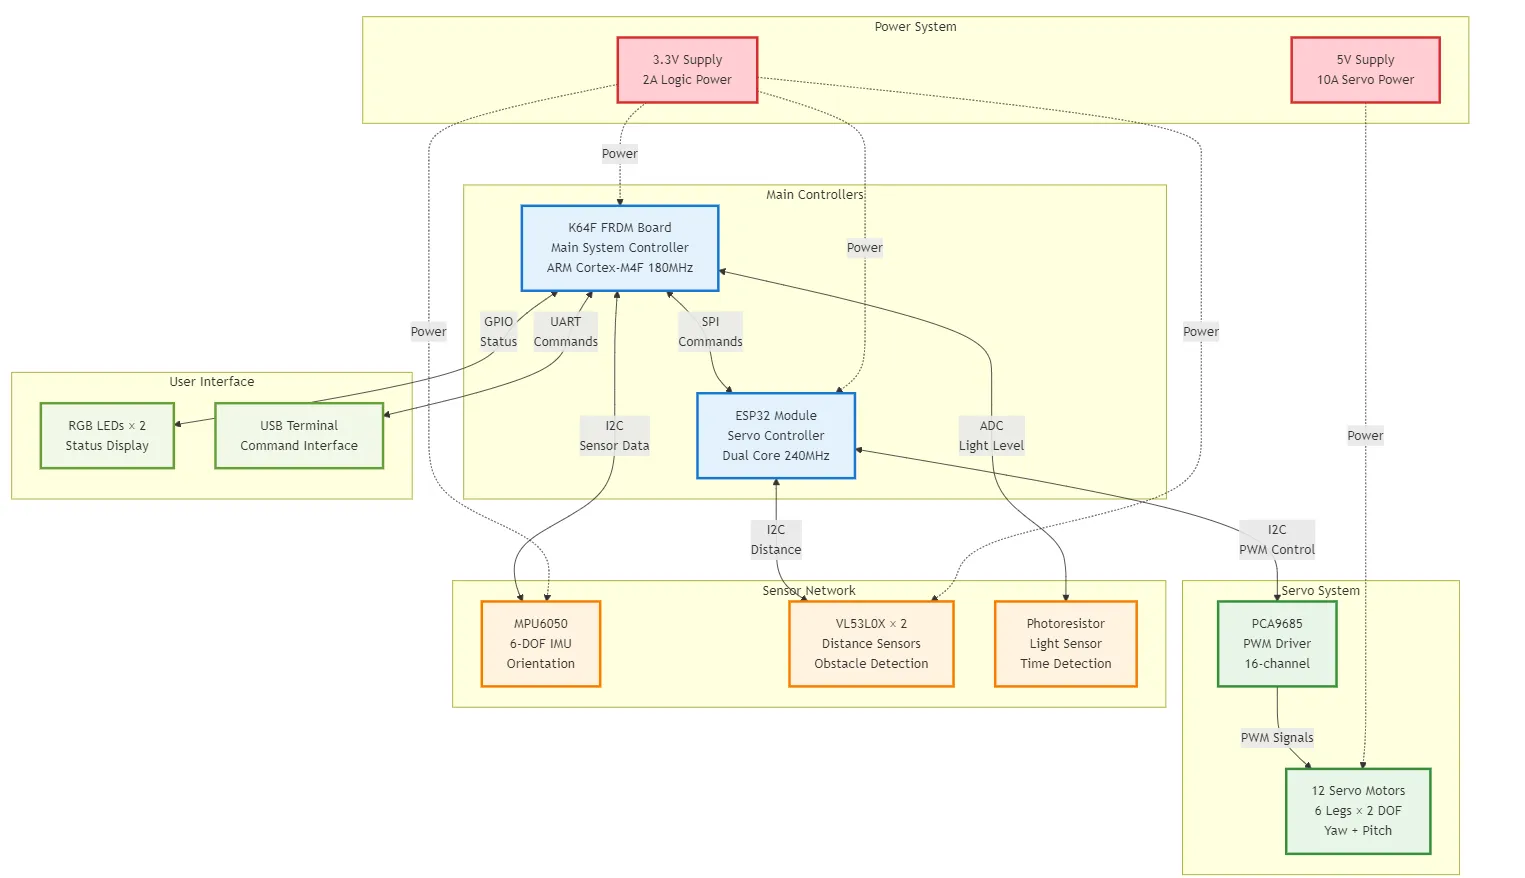 Power System
3.3V Supply
2A Logic Power
5V Supply
10A Servo Power
Power
Main Controllers
K64F FRDM Board
Main System Controller
ARM Cortex-M4F 180MHz
Power
GPIO
Status
UART
Commands
SPI
Commands
Power
Power
User Interface
RGB LEDs × 2
Status Display
USB Terminal
Command Interface
I2C
Sensor Data
ESP32 Module
Servo Controller
Dual Core 240MHz
ADC
Light Level
Power
I2C
Distance
I2C
PWM Control
Sensor Network
MPU6050
6-DOF IMU
Orientation
VL53L0X × 2
Distance Sensors
Obstacle Detection
Photoresistor
Light Sensor
Time Detection
Servo System
PCA9685
PWM Driver
16-channel
PWM Signals
12 Servo Motors
6 Legs × 2 DOF
Yaw + Pitch